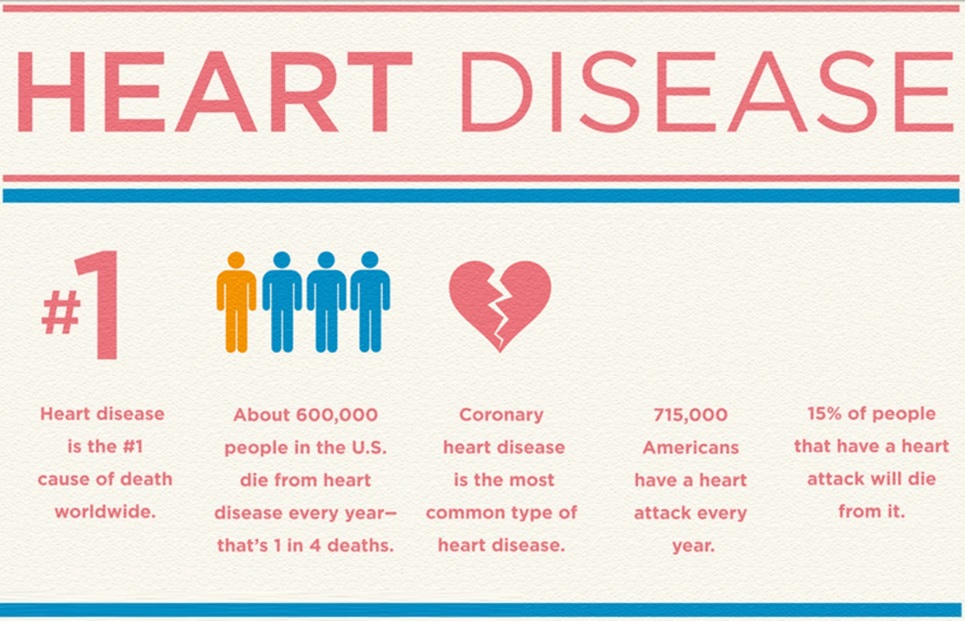 HEART DISEASE
#1
Heart disease
is the #1
cause of death
worldwide.
About 600,000
people in the U.S.
die from heart
disease every year–
that's 1 in 4 deaths.
Coronary
heart disease
is the most
common type of
heart disease.
715,000
Americans
have a heart
attack every
year.
15% of people
that have a heart
attack will die
from it.